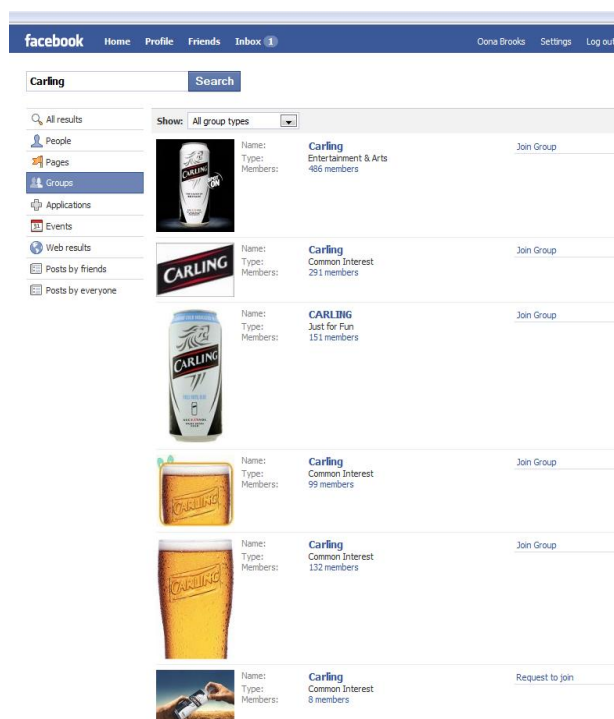 facebook Home Profile Friends Inbox 1 Oona Brooks Settings Log out
Carling Search
All results
People
Pages
Groups
Applications
Events
Web results
Posts by friends
Posts by everyone
Show: All group types
CARLING
SPOT ON
Name: Carling Join Group
Type: Entertainment & Arts
Members: 486 members
CARLING
Name: Carling Join Group
Type: Common Interest
Members: 291 members
CARLING
Name: CARLING Join Group
Type: Just for Fun
Members: 151 members
CARLING
Name: Carling Join Group
Type: Common Interest
Members: 99 members
CARLING
Name: Carling Join Group
Type: Common Interest
Members: 132 members
Name: Carling Request to join
Type: Common Interest
Members: 8 members